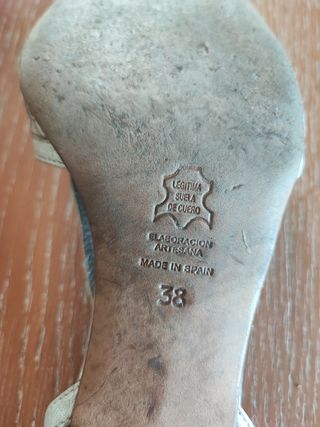 LEGITIMA
SUELA
DE CUERO
ELABORACION
ARTESANA
MADE IN SPAIN
38